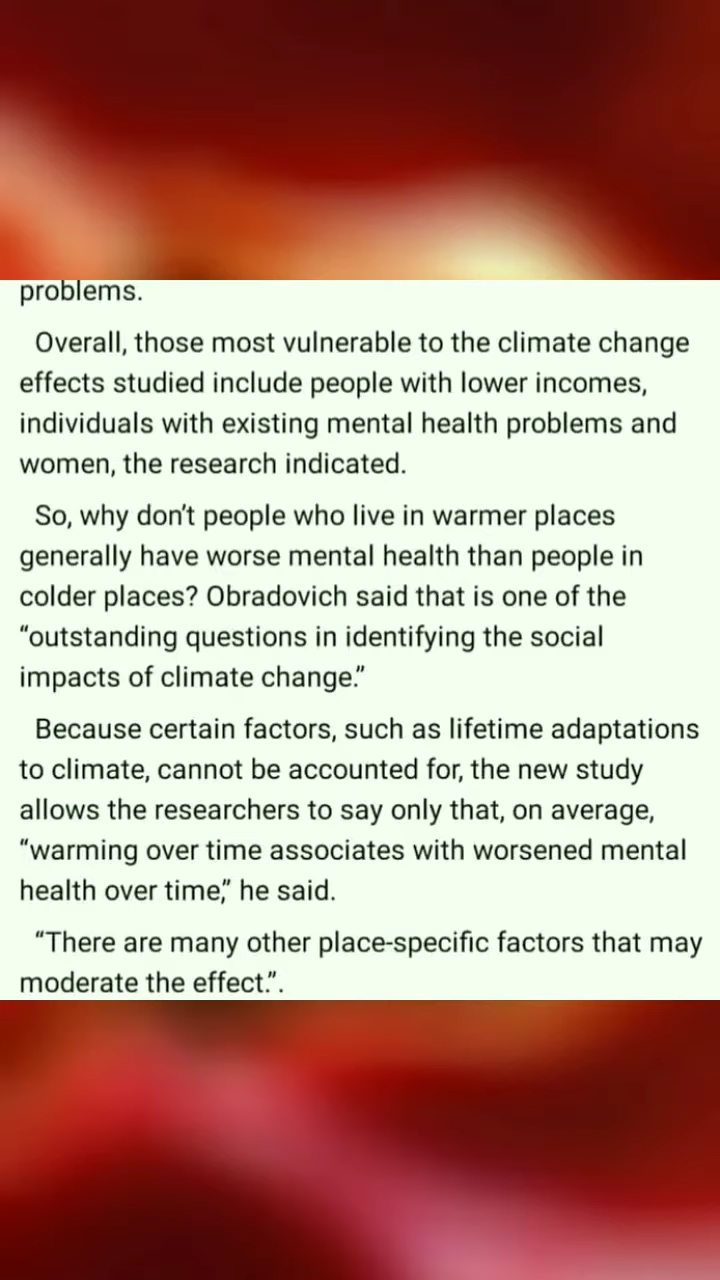 problems.
Overall, those most vulnerable to the climate change
effects studied include people with lower incomes,
individuals with existing mental health problems and
women, the research indicated.
So, why don't people who live in warmer places
generally have worse mental health than people in
colder places? Obradovich said that is one of the
“outstanding questions in identifying the social
impacts of climate change.”
Because certain factors, such as lifetime adaptations
to climate, cannot be accounted for, the new study
allows the researchers to say only that, on average,
“warming over time associates with worsened mental
health over time,” he said.
“There are many other place-specific factors that may
moderate the effect.”.